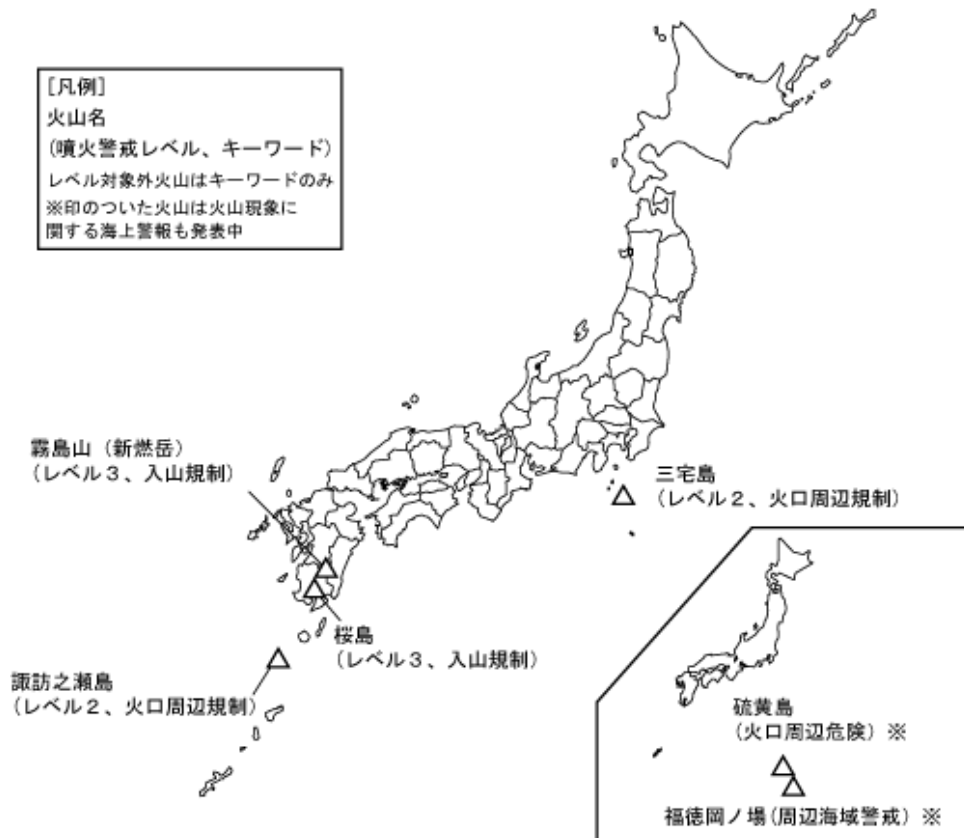 [凡例]
火山名
(噴火警戒レベル、キーワード)
レベル対象外火山はキーワードのみ
※印のついた火山は火山現象に
関する海上警報も発表中
霧島山（新燃岳）
(レベル３、入山規制)
三宅島
(レベル２、火口周辺規制)
桜島
(レベル３、入山規制)
諏訪之瀬島
(レベル２、火口周辺規制)
硫黄島
(火口周辺危険) ※
福徳岡ノ場(周辺海域警戒) ※